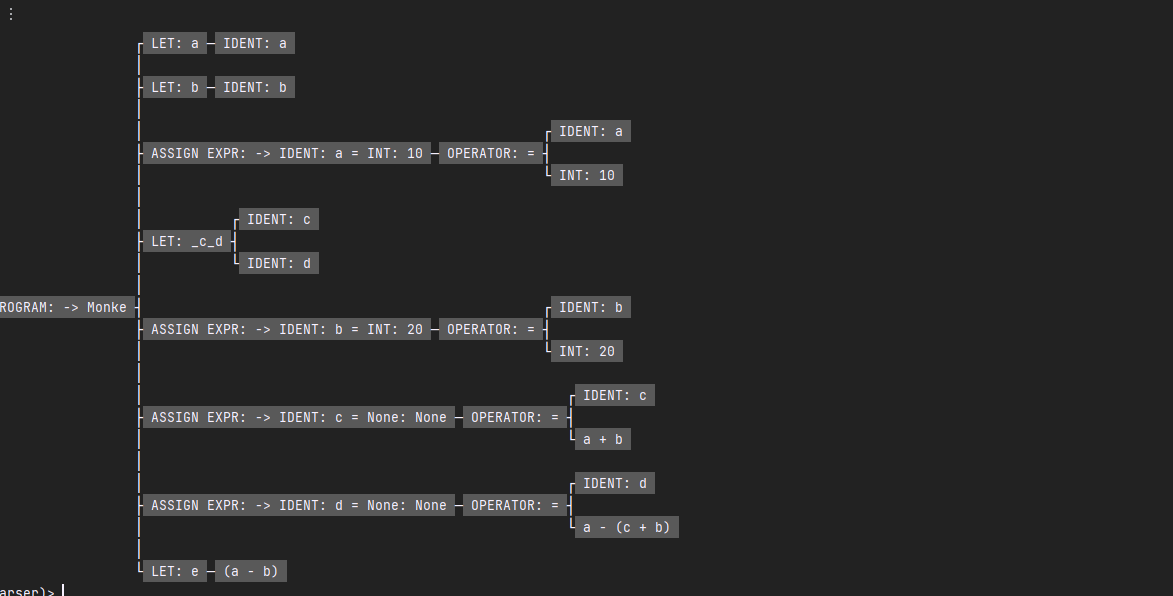 LET: a IDENT: a
LET: b IDENT: b
IDENT: a
ASSIGN EXPR: -> IDENT: a = INT: 10 OPERATOR: =
INT: 10
IDENT: c
LET: _c_d
IDENT: d
ROGRAM: -> Monke
IDENT: b
ASSIGN EXPR: -> IDENT: b = INT: 20 OPERATOR: =
INT: 20
IDENT: c
ASSIGN EXPR: -> IDENT: c = None: None OPERATOR: =
a + b
IDENT: d
ASSIGN EXPR: -> IDENT: d = None: None OPERATOR: =
a - (c + b)
LET: e (a - b)
arser)>